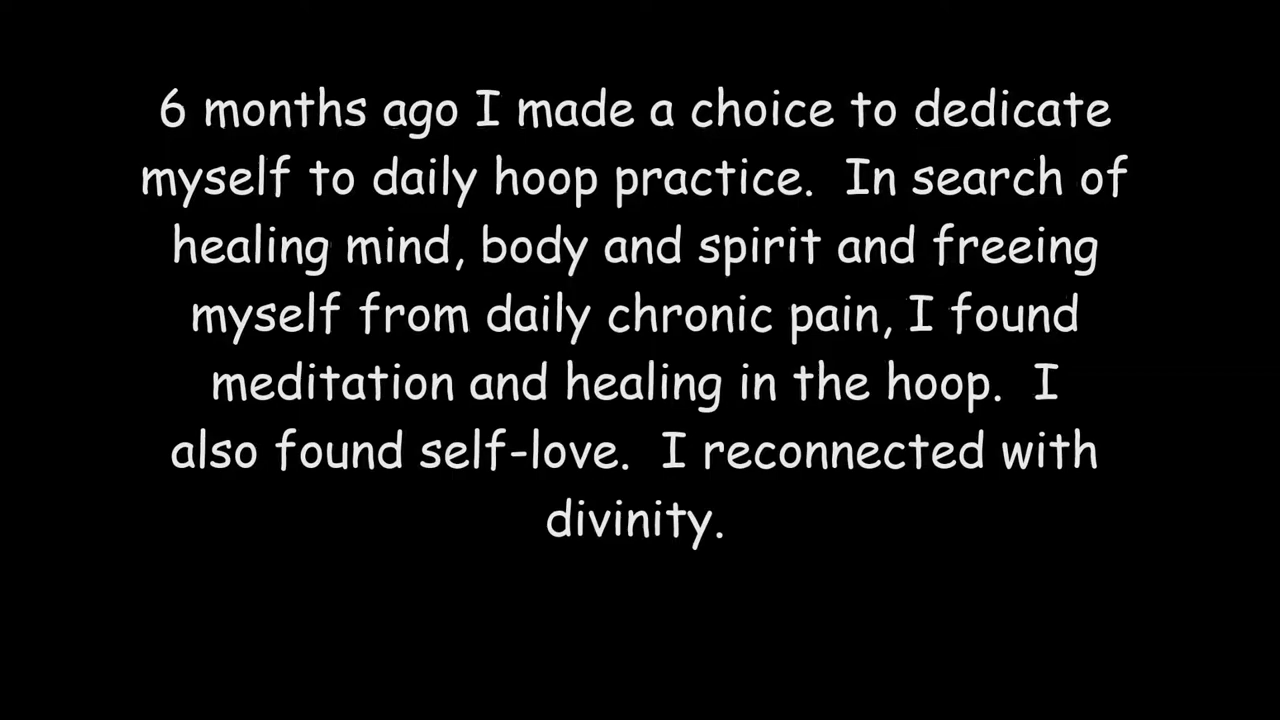 6 months ago I made a choice to dedicate
myself to daily hoop practice.  In search of
healing mind, body and spirit and freeing
myself from daily chronic pain, I found
meditation and healing in the hoop.  I
also found self-love.  I reconnected with
divinity.